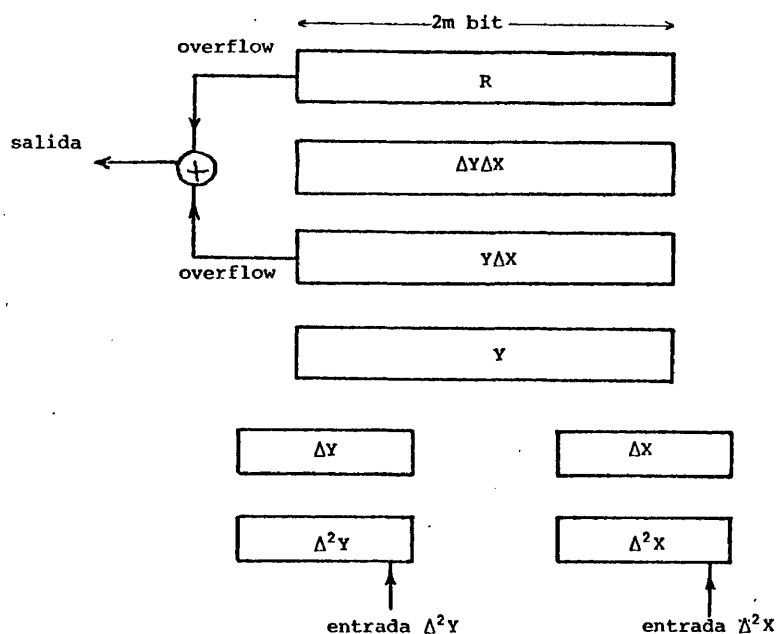 2m bit
overflow
R
salida
+
ΔYΔX
YΔX
overflow
Y
ΔY
ΔX
Δ²Y
Δ²X
entrada Δ²Y
entrada Δ²X